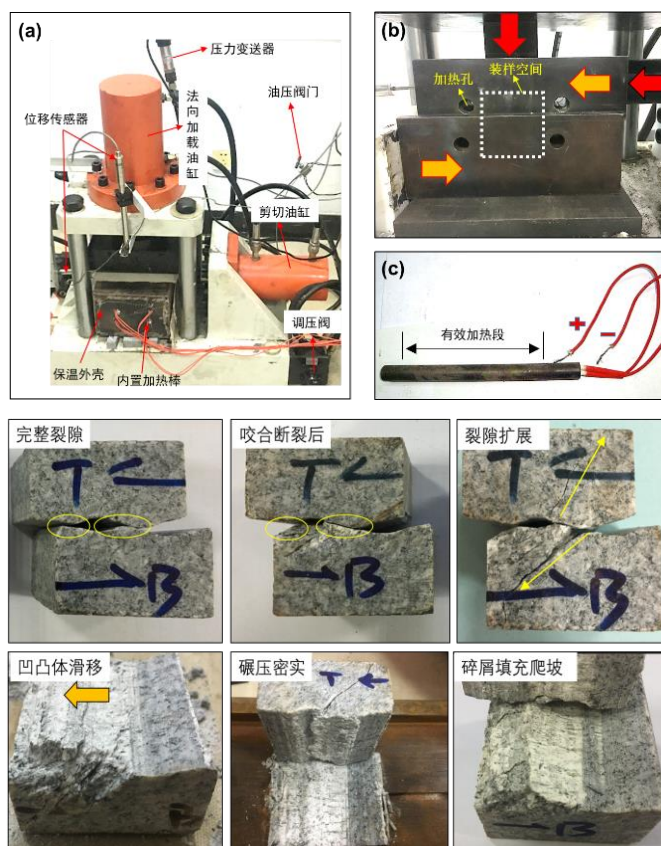 (a)
压力变送器
油压阀门
法向加载油缸
位移传感器
剪切油缸
调压阀
保温外壳
内置加热棒
(b)
加热孔
装样空间
(c)
+
−
有效加热段
完整裂隙
T
B
咬合断裂后
T
B
裂隙扩展
T
B
凹凸体滑移
碾压密实
T
碎屑填充爬坡
B